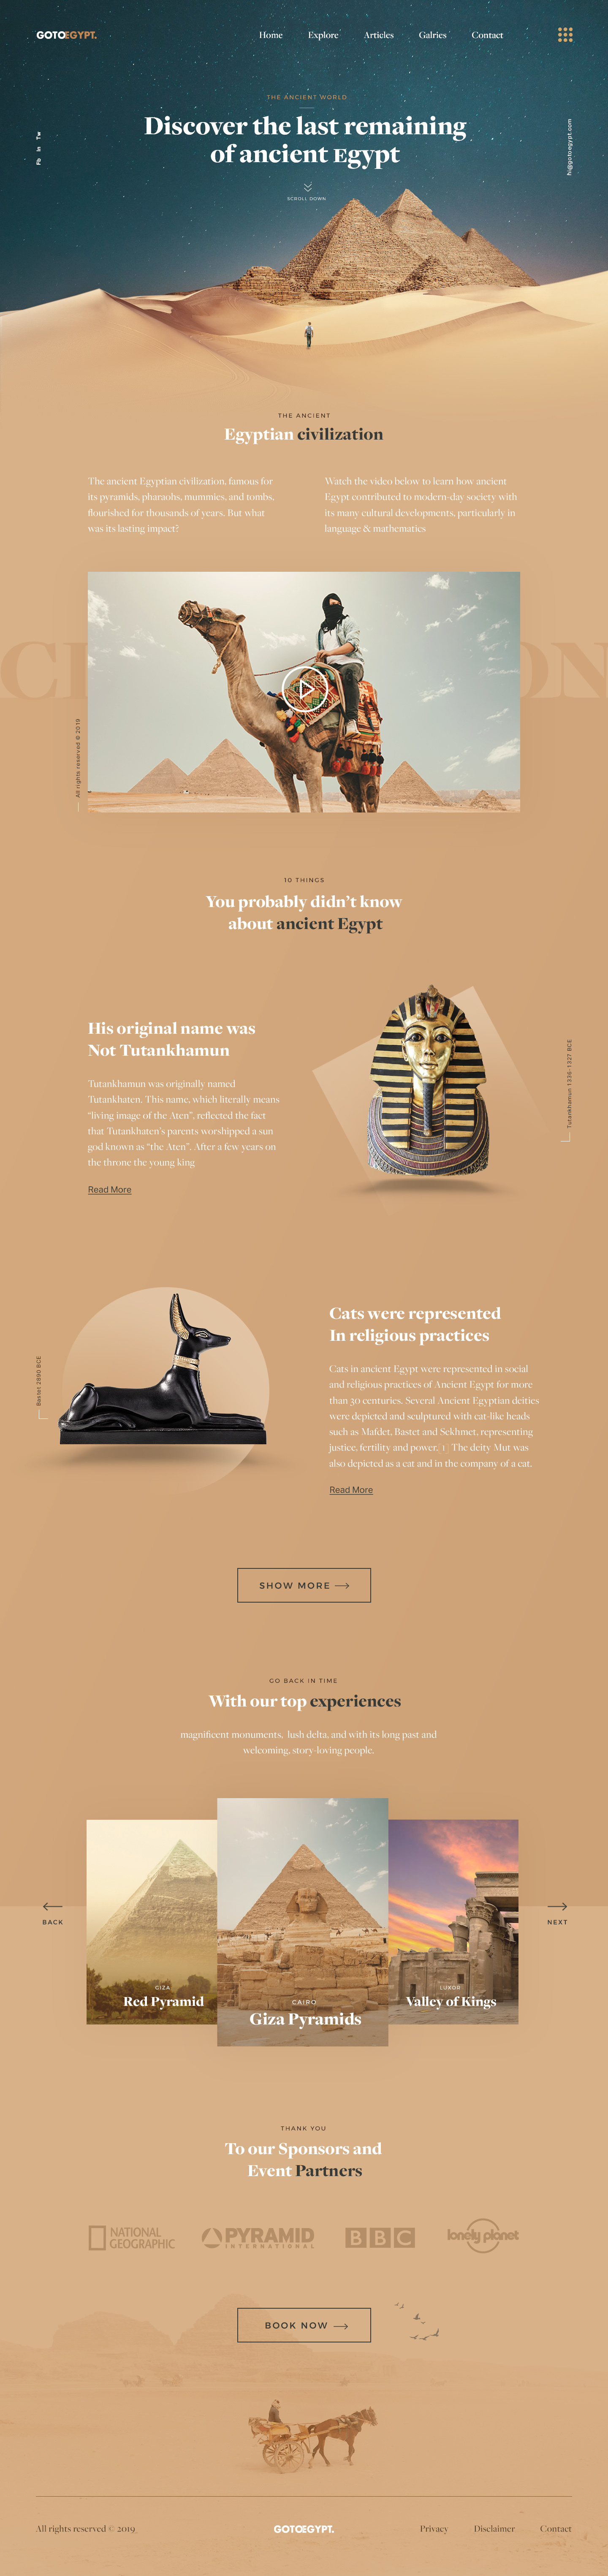 GOTOEGYPT.
Home Explore Articles Galries Contact
THE ANCIENT WORLD
Discover the last remaining
of ancient Egypt
SCROLL DOWN
Fb In Tw
hi@gotoegypt.com
THE ANCIENT
Egyptian civilization
The ancient Egyptian civilization, famous for
its pyramids, pharaohs, mummies, and tombs,
flourished for thousands of years. But what
was its lasting impact?
Watch the video below to learn how ancient
Egypt contributed to modern-day society with
its many cultural developments, particularly in
language & mathematics
All rights reserved © 2019
10 THINGS
You probably didn't know
about ancient Egypt
His original name was
Not Tutankhamun
Tutankhamun was originally named
Tutankhaten. This name, which literally means
“living image of the Aten”, reflected the fact
that Tutankhaten's parents worshipped a sun
god known as “the Aten”. After a few years on
the throne the young king
Read More
Tutankhamun 1336-1327 BCE
Bastet 2890 BCE
Cats were represented
In religious practices
Cats in ancient Egypt were represented in social
and religious practices of Ancient Egypt for more
than 30 centuries. Several Ancient Egyptian deities
were depicted and sculptured with cat-like heads
such as Mafdet, Bastet and Sekhmet, representing
justice, fertility and power.[1] The deity Mut was
also depicted as a cat and in the company of a cat.
Read More
SHOW MORE
GO BACK IN TIME
With our top experiences
magnificent monuments, lush delta, and with its long past and
welcoming, story-loving people.
BACK
NEXT
GIZA
Red Pyramid
CAIRO
Giza Pyramids
LUXOR
Valley of Kings
THANK YOU
To our Sponsors and
Event Partners
NATIONAL
GEOGRAPHIC
PYRAMID
INTERNATIONAL
BBC
lonely planet
BOOK NOW
All rights reserved © 2019
GOTOEGYPT.
Privacy Disclaimer Contact